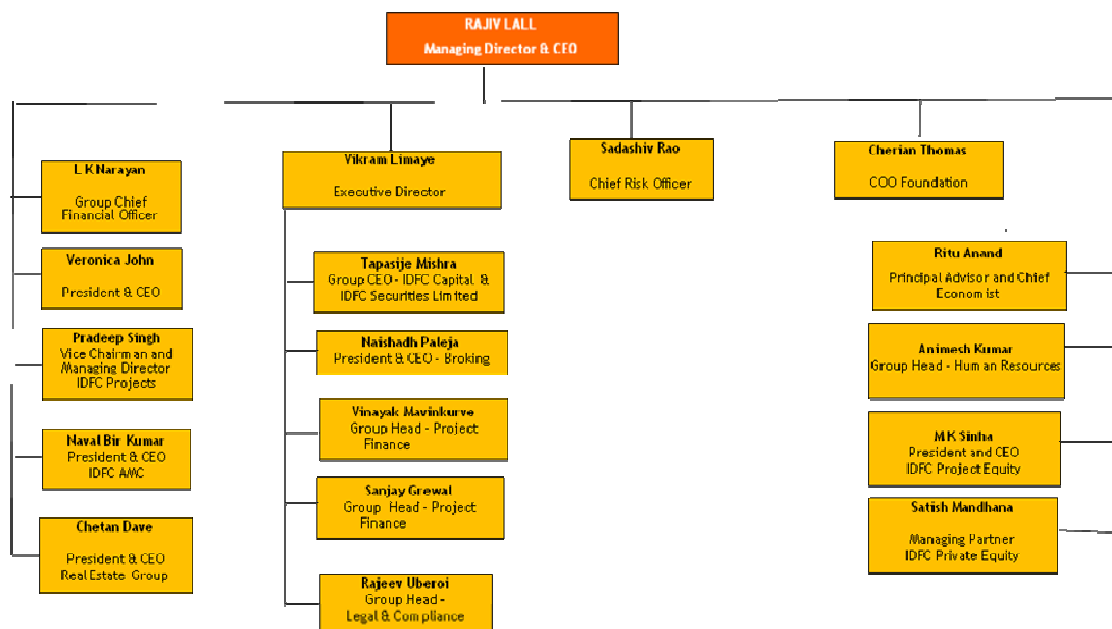 RAJIV LALL
Managing Director & CEO
L K Narayan
Group Chief
Financial Officer
Veronica John
President & CEO
Pradeep Singh
Vice Chairman and
Managing Director
IDFC Projects
Naval Bir Kumar
President & CEO
IDFC AMC
Chetan Dave
President & CEO
Real Estate Group
Vikram Limaye
Executive Director
Tapasije Mishra
Group CEO - IDFC Capital &
IDFC Securities Limited
Naishadh Paleja
President & CEO - Broking
Vinayak Mavinkurve
Group Head - Project
Finance
Sanjay Grewal
Group Head - Project
Finance
Rajeev Uberoi
Group Head -
Legal & Compliance
Sadashiv Rao
Chief Risk Officer
Cherian Thomas
COO Foundation
Ritu Anand
Principal Advisor and Chief
Economist
Animesh Kumar
Group Head - Human Resources
M K Sinha
President and CEO
IDFC Project Equity
Satish Mandhana
Managing Partner
IDFC Private Equity